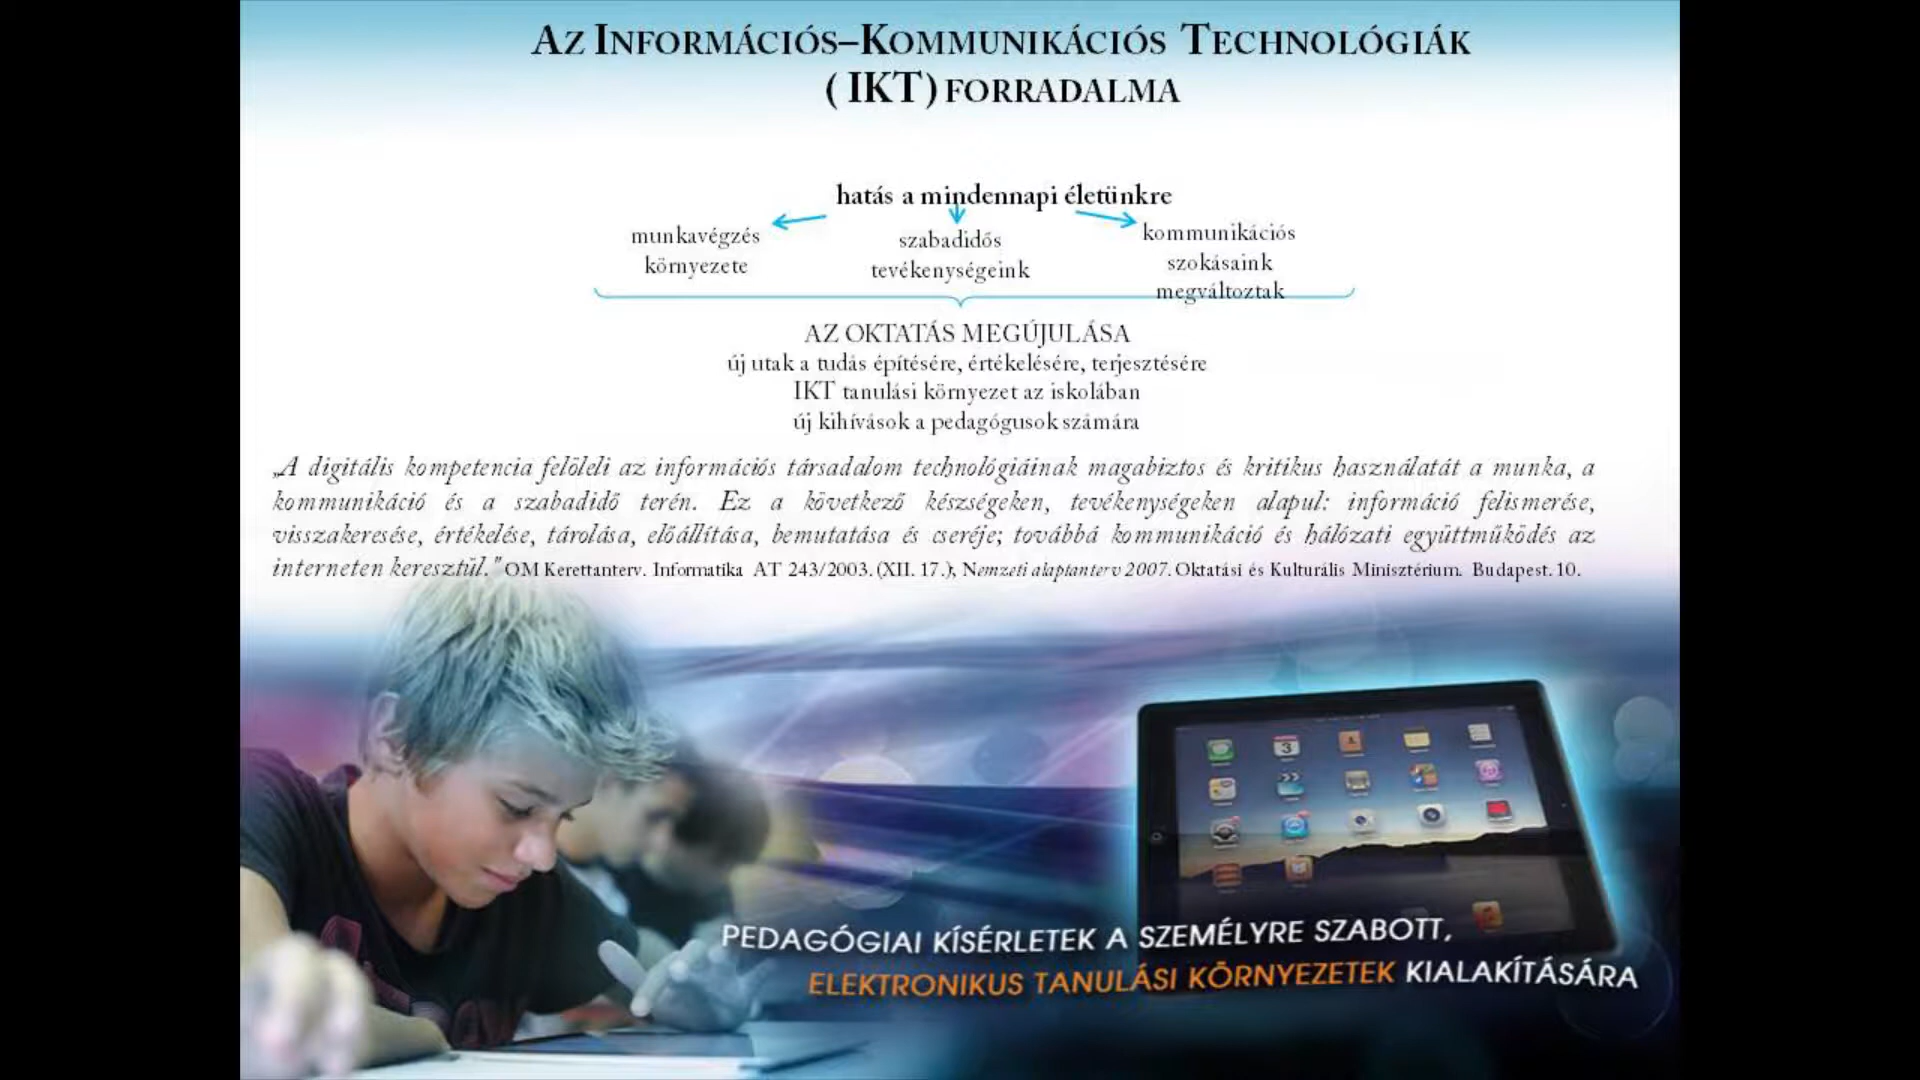 AZ INFORMÁCIÓS–KOMMUNIKÁCIÓS TECHNOLÓGIÁK
( IKT) FORRADALMA
hatás a mindennapi életünkre
munkavégzés
környezete
szabadidős
tevékenységeink
kommunikációs
szokásaink
megváltoztak
AZ OKTATÁS MEGÚJULÁSA
új utak a tudás építésére, értékelésére, terjesztésére
IKT tanulási környezet az iskolában
új kihívások a pedagógusok számára
„A digitális kompetencia felöleli az információs társadalom technológiáinak magabiztos és kritikus használatát a munka, a
kommunikáció és a szabadidő terén. Ez a következő készségeken, tevékenységeken alapul: információ felismerése,
visszakeresése, értékelése, tárolása, előállítása, bemutatása és cseréje; továbbá kommunikáció és hálózati együttműködés az
interneten keresztül." OM Kerettanterv. Informatika AT 243/2003. (XII. 17.), Nemzeti alaptanterv 2007. Oktatási és Kulturális Minisztérium. Budapest. 10.
3
PEDAGÓGIAI KÍSÉRLETEK A SZEMÉLYRE SZABOTT,
ELEKTRONIKUS TANULÁSI KÖRNYEZETEK KIALAKÍTÁSÁRA